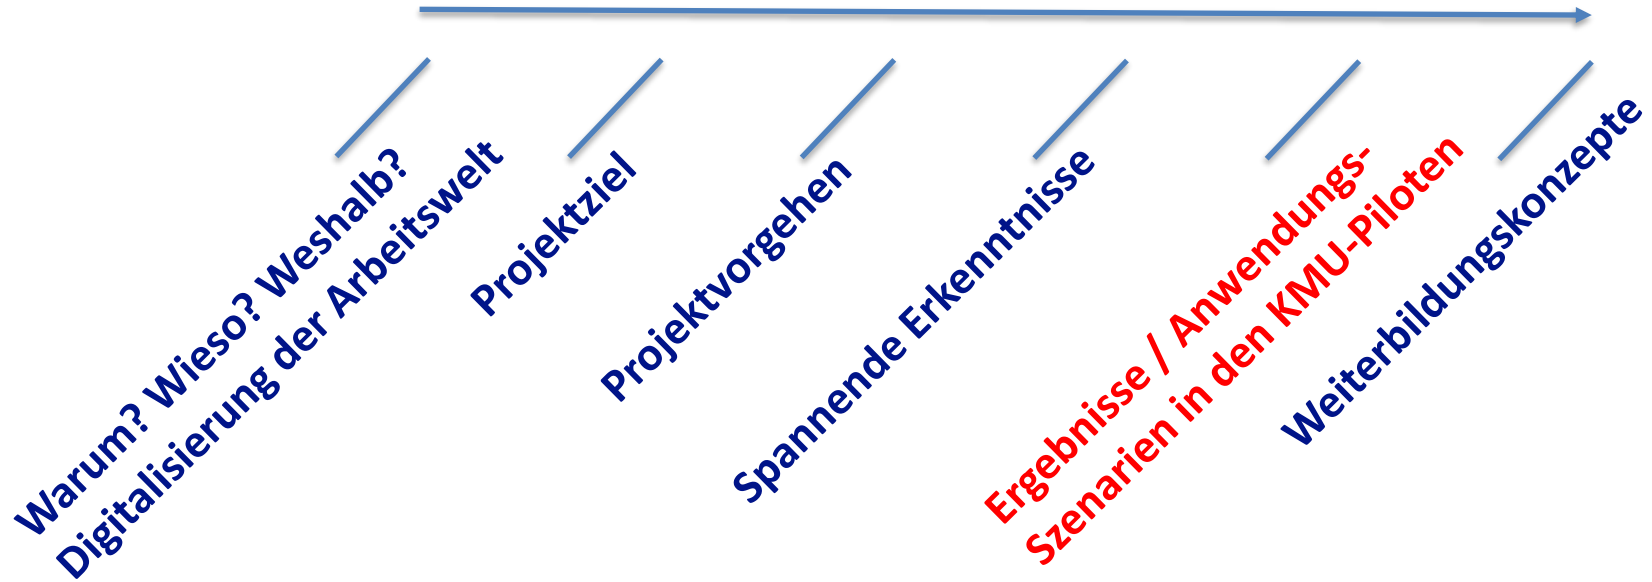 Warum? Wieso? Weshalb?
Digitalisierung der Arbeitswelt
Projektziel
Projektvorgehen
Spannende Erkenntnisse
Ergebnisse / Anwendungs-
Szenarien in den KMU-Piloten
Weiterbildungskonzepte